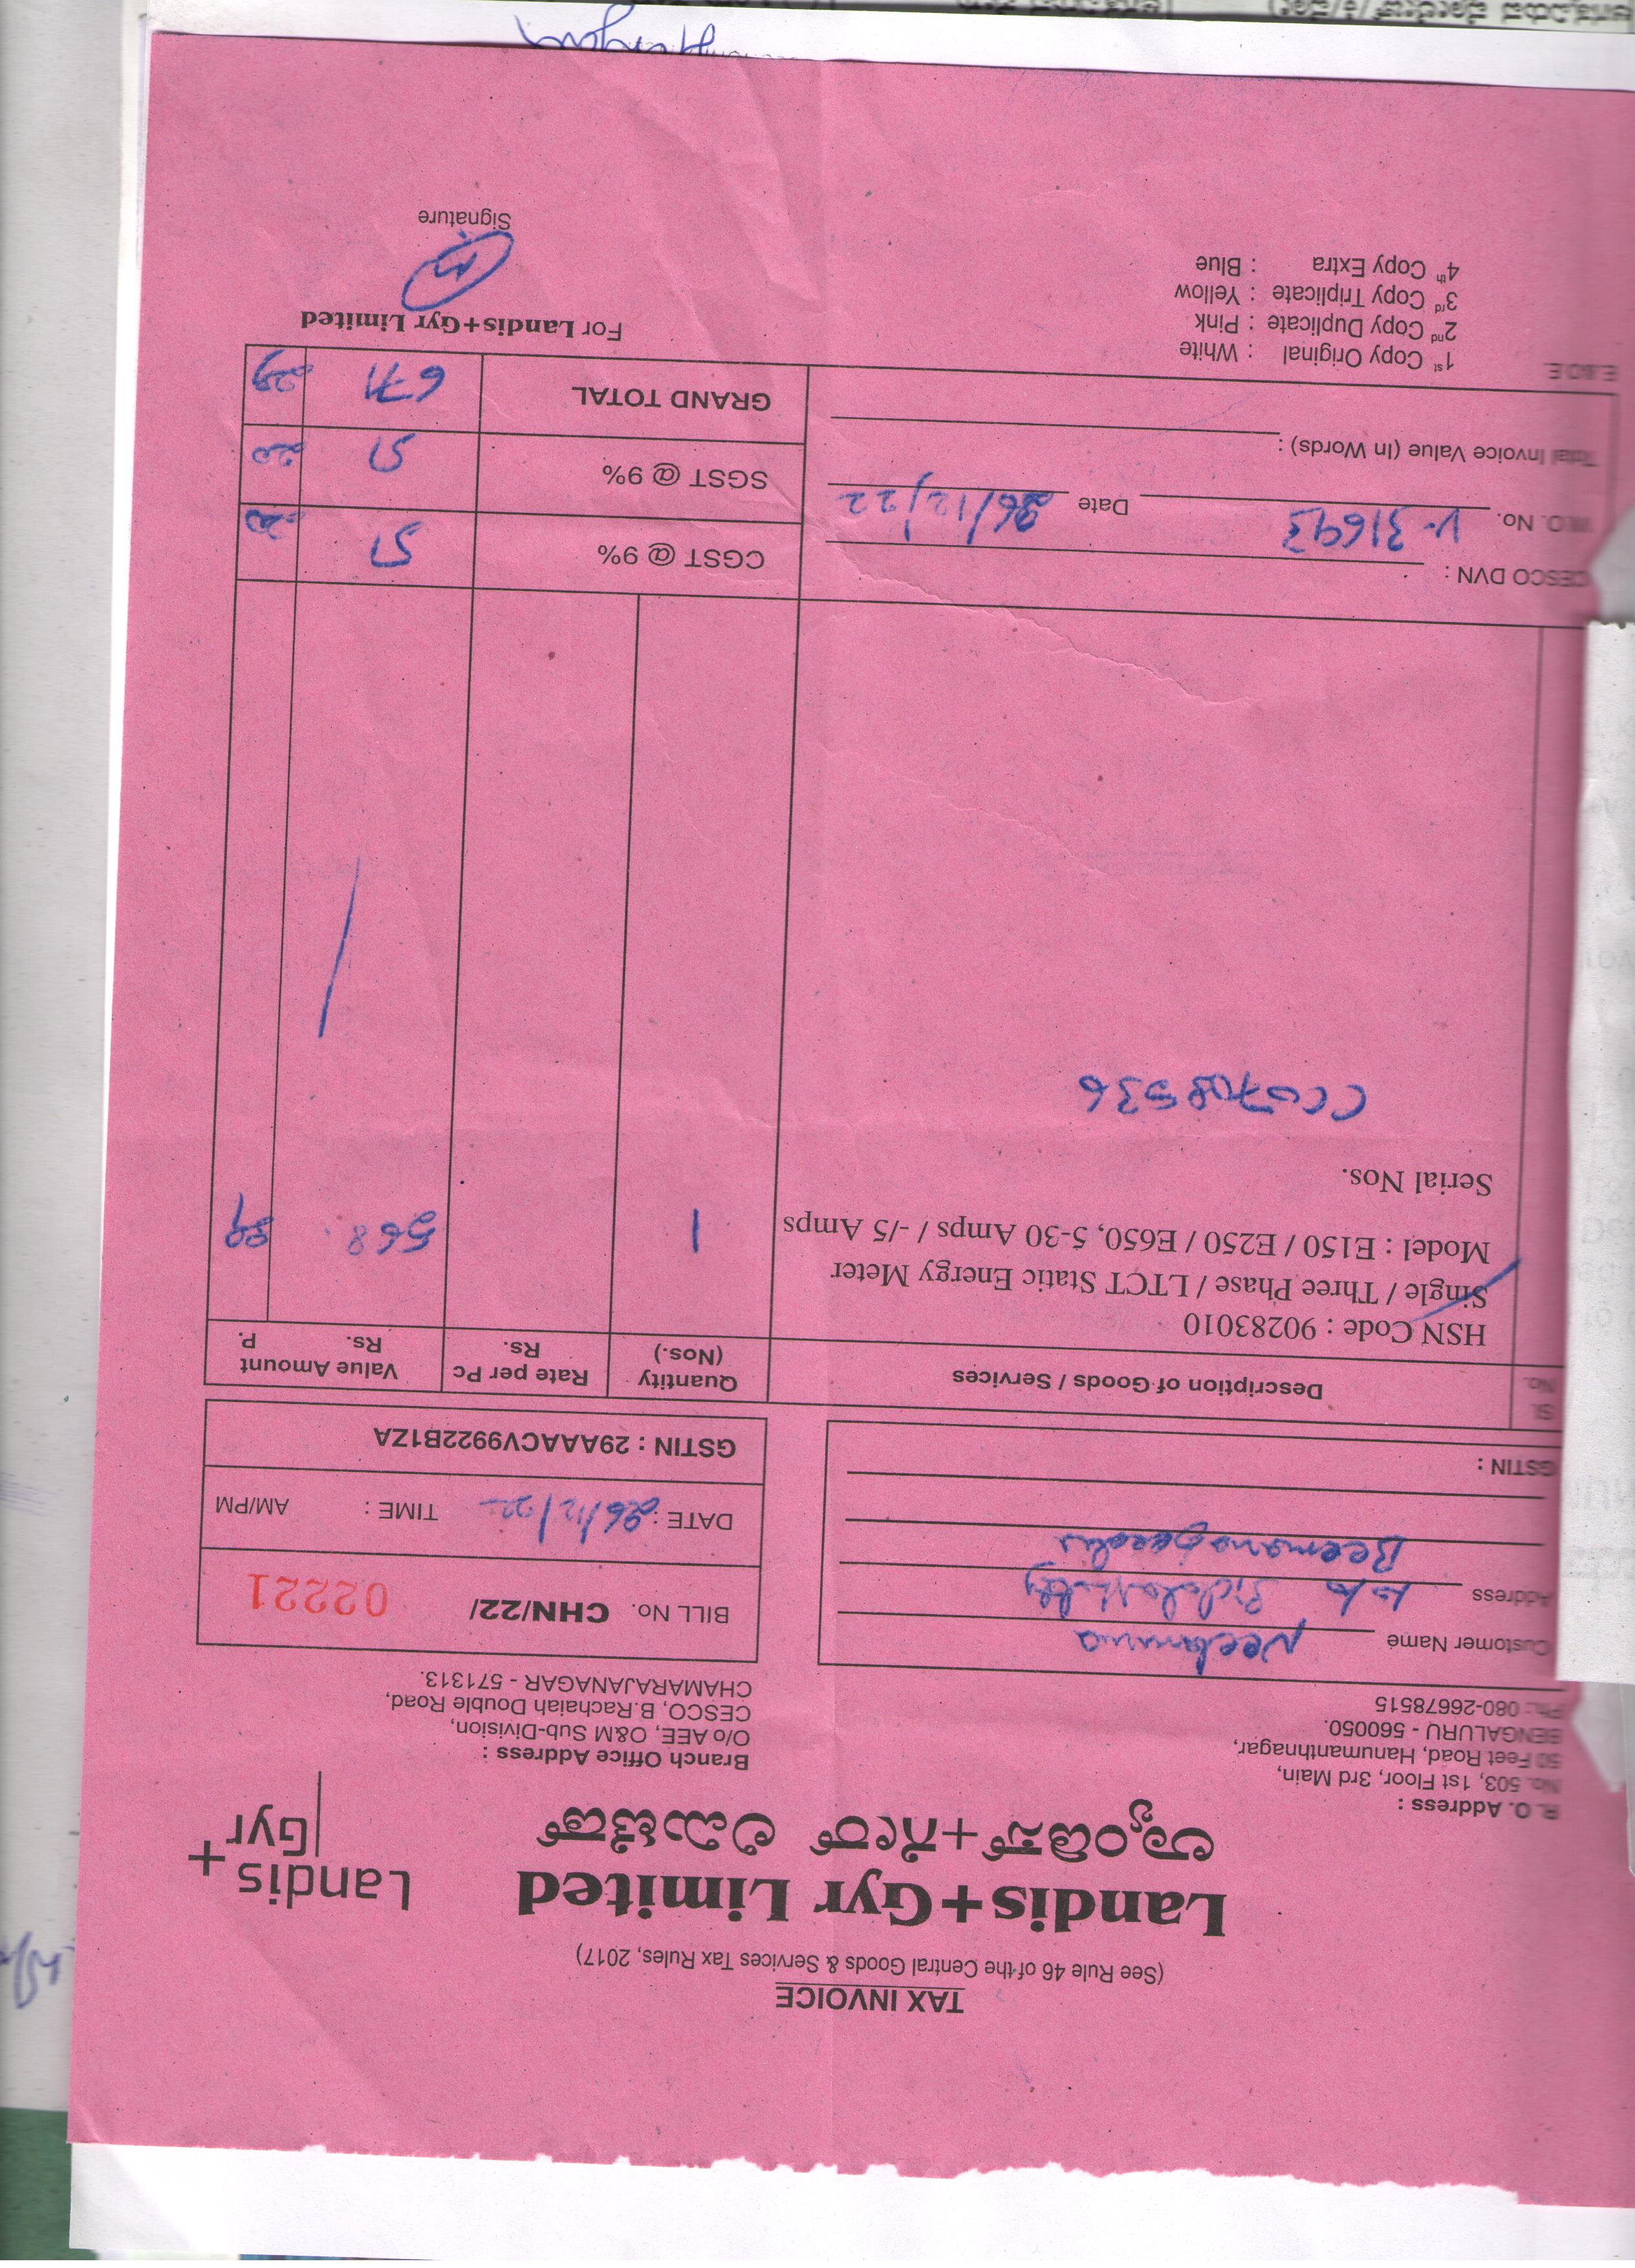 TAX INVOICE
(See Rule 46 of the Central Goods & Services Tax Rules, 2017)
Landis+Gyr Limited
ಲ್ಯಾಂಡಿಸ್+ಗೀರ್ ಲಿಮಿಟೆಡ್
Landis+
Gyr
R. O. Address :
No. 503, 1st Floor, 3rd Main,
50 Feet Road, Hanumanthnagar,
BENGALURU - 560050.
Ph.: 080-26678515
Branch Office Address :
O/o AEE, O&M Sub-Division,
CESCO, B.Rachaiah Double Road,
CHAMARAJANAGAR - 571313.
Customer Name Neelamma
Address
GSTIN :
BILL No. CHN/22/ 02221
DATE : 26/12/22 TIME : AM/PM
GSTIN : 29AAACV9922B1ZA
Sl. No. Description of Goods / Services Quantity (Nos.) Rate per Pc Rs. Value Amount Rs. P.
HSN Code : 90283010
Single / Three Phase / LTCT Static Energy Meter
Model : E150 / E250 / E650, 5-30 Amps / -/5 Amps 1 568 89
Serial Nos.
CC0708536
CESCO DVN : CGST @ 9% 51 20
W.O. No. V-31693 Date 26/12/22 SGST @ 9% 51 20
Total Invoice Value (In Words) :
GRAND TOTAL 671 29
E.&O.E.
1st Copy Original : White
2nd Copy Duplicate : Pink
3rd Copy Triplicate : Yellow
4th Copy Extra : Blue
For Landis+Gyr Limited
Signature